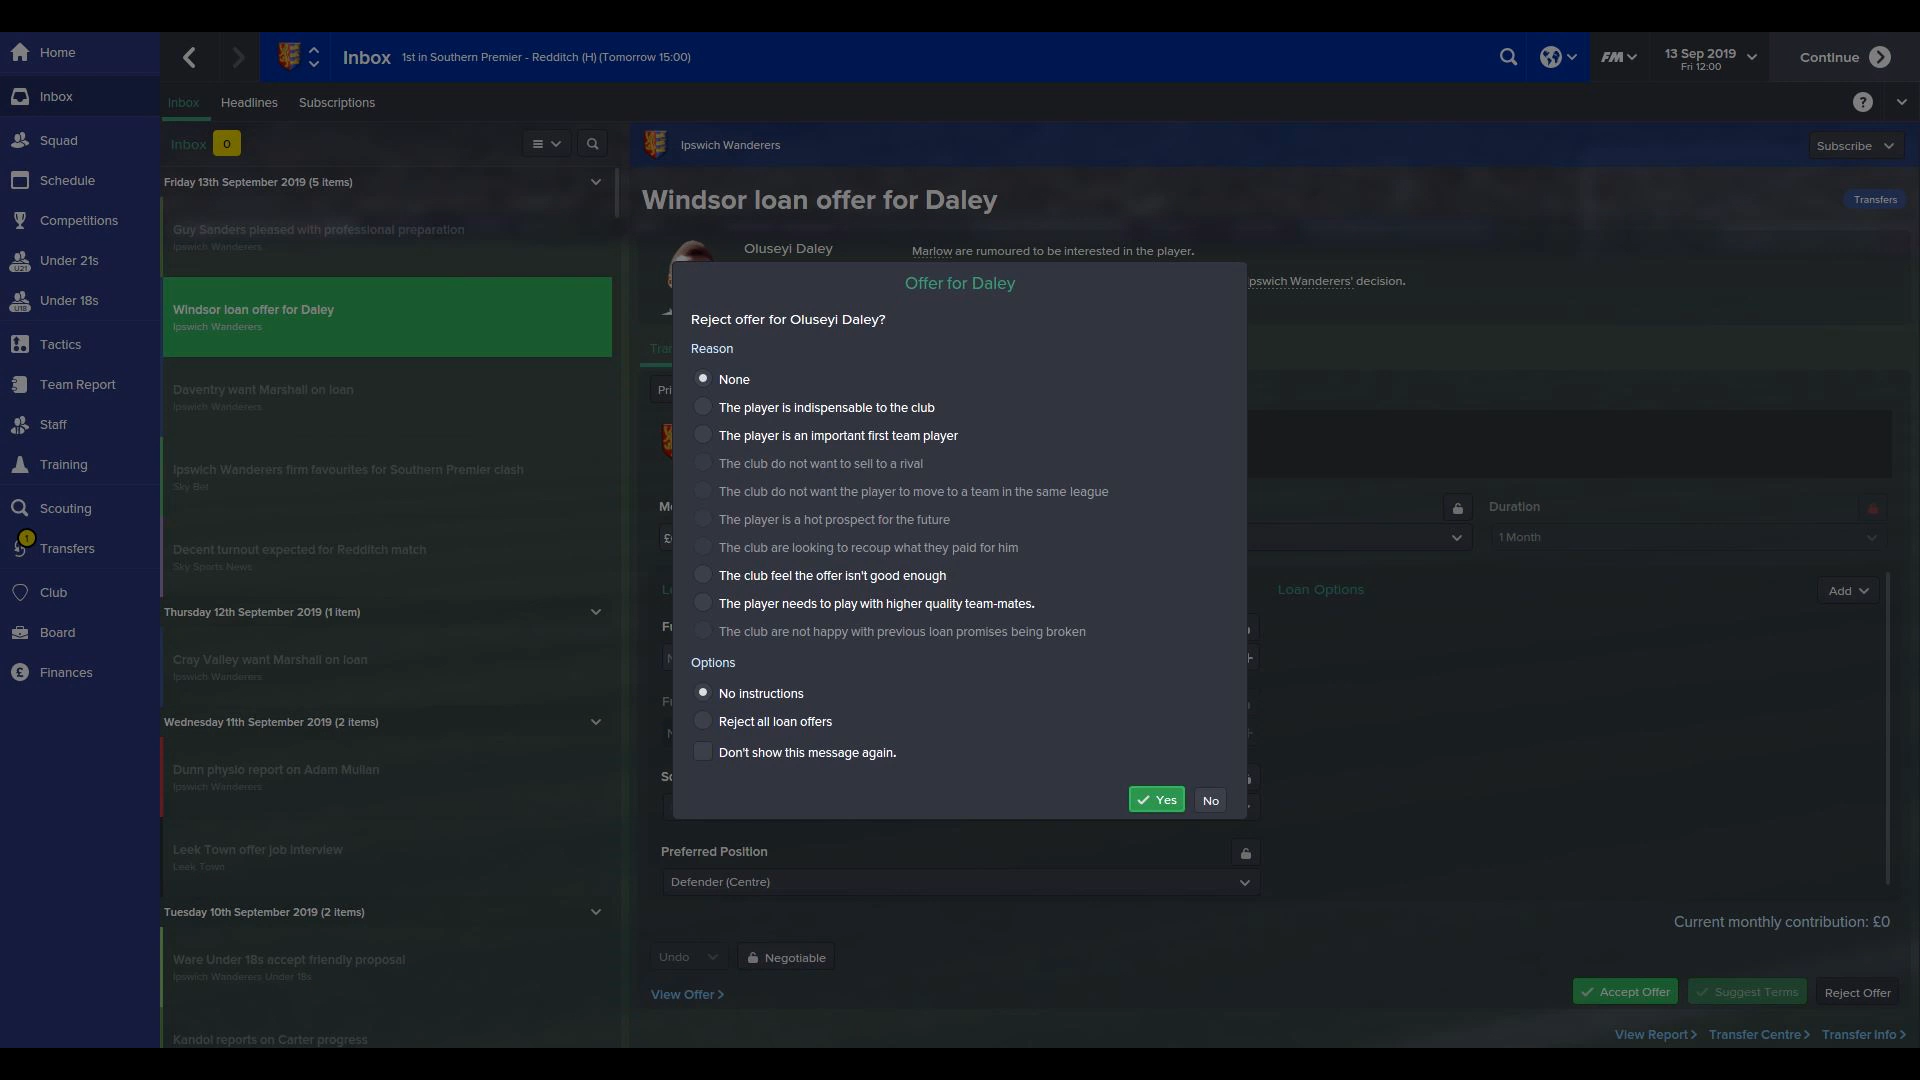 Home
Inbox
Squad
Schedule
Competitions
Under 21s
Under 18s
Tactics
Team Report
Staff
Training
Scouting
1
Transfers
Club
Board
Finances
Inbox 1st in Southern Premier - Redditch (H) (Tomorrow 15:00)
FM
13 Sep 2019
Fri 12:00
Continue
Inbox Headlines Subscriptions
Inbox 0
Friday 13th September 2019 (5 items)
Guy Sanders pleased with professional preparation
Ipswich Wanderers
Windsor loan offer for Daley
Ipswich Wanderers
Daventry want Marshall on loan
Ipswich Wanderers
Ipswich Wanderers firm favourites for Southern Premier clash
Sky Bet
Decent turnout expected for Redditch match
Sky Sports News
Thursday 12th September 2019 (1 item)
Cray Valley want Marshall on loan
Ipswich Wanderers
Wednesday 11th September 2019 (2 items)
Dunn physio report on Adam Mullan
Ipswich Wanderers
Leek Town offer job interview
Leek Town
Tuesday 10th September 2019 (2 items)
Ware Under 18s accept friendly proposal
Ipswich Wanderers Under 18s
Kandol reports on Carter progress
Ipswich Wanderers
Subscribe
Windsor loan offer for Daley
Transfers
Oluseyi Daley
Marlow are rumoured to be interested in the player.
pswich Wanderers' decision.
Offer for Daley
Reject offer for Oluseyi Daley?
Reason
None
The player is indispensable to the club
The player is an important first team player
The club do not want to sell to a rival
The club do not want the player to move to a team in the same league
The player is a hot prospect for the future
The club are looking to recoup what they paid for him
The club feel the offer isn't good enough
The player needs to play with higher quality team-mates.
The club are not happy with previous loan promises being broken
Options
No instructions
Reject all loan offers
Don't show this message again.
Yes No
Duration
1 Month
Loan Options
Add
Preferred Position
Defender (Centre)
Current monthly contribution: £0
Undo Negotiable
View Offer >
Accept Offer Suggest Terms Reject Offer
View Report > Transfer Centre > Transfer Info >